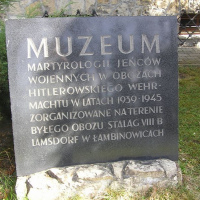 MUZEUM
MARTYROLOGII JEŃCÓW
WOJENNYCH W OBOZACH
HITLEROWSKIEGO WEHR-
MACHTU W LATACH 1939-1945
ZORGANIZOWANE NA TERENIE
BYŁEGO OBOZU STALAG VIII B
LAMSDORF W ŁAMBINOWICACH